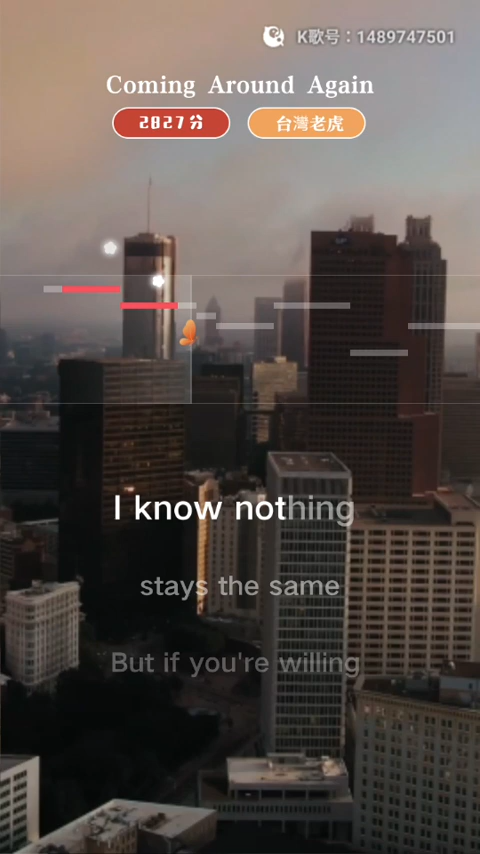 K歌号：1489747501
Coming Around Again
2827分
台灣老虎
I know nothing
stays the same
But if you're willing